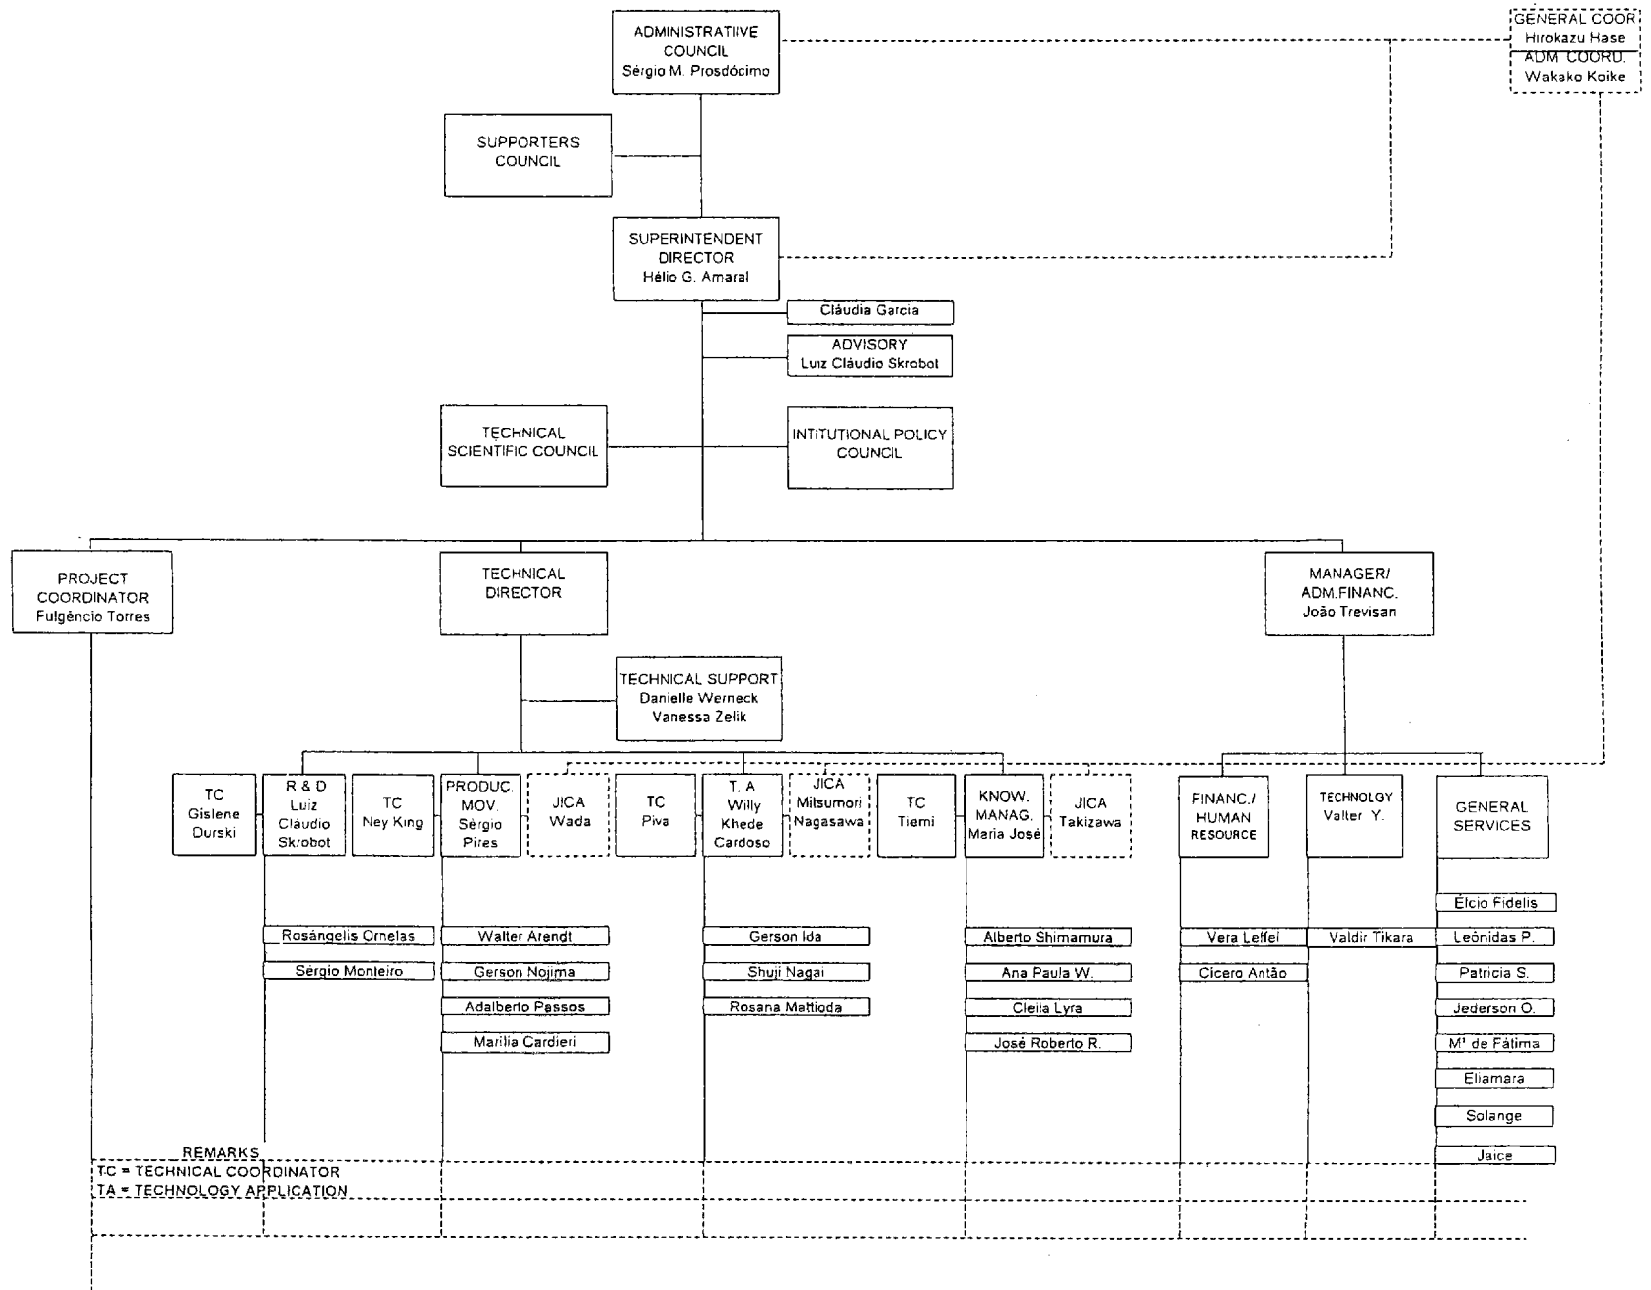 ADMINISTRATIIVE
COUNCIL
Sérgio M. Prosdócimo
GENERAL COOR
Hirokazu Hase
ADM COORD.
Wakako Koike
SUPPORTERS
COUNCIL
SUPERINTENDENT
DIRECTOR
Hélio G. Amaral
Cláudia Garcia
ADVISORY
Luiz Cláudio Skrobot
TECHNICAL
SCIENTIFIC COUNCIL
INTITUTIONAL POLICY
COUNCIL
PROJECT
COORDINATOR
Fulgêncio Torres
TECHNICAL
DIRECTOR
MANAGER/
ADM.FINANC.
João Trevisan
TECHNICAL SUPPORT
Danielle Werneck
Vanessa Zelik
TC
Gislene
Durski
R & D
Luiz
Cláudio
Skrobot
TC
Ney King
PRODUC.
MOV.
Sérgio
Pires
JICA
Wada
TC
Piva
T. A
Willy
Khede
Cardoso
JICA
Mitsumori
Nagasawa
TC
Tiemi
KNOW.
MANAG.
Maria José
JICA
Takizawa
FINANC./
HUMAN
RESOURCE
TECHNOLGY
Valter Y.
GENERAL
SERVICES
Rosângelis Ornelas
Sérgio Monteiro
Walter Arendt
Gerson Nojima
Adalberto Passos
Marilia Cardieri
Gerson Ida
Shuji Nagai
Rosana Mattioda
Alberto Shimamura
Ana Paula W.
Clelia Lyra
José Roberto R.
Vera Leffel
Cícero Antão
Valdir Tikara
Elcio Fidelis
Leônidas P.
Patricia S.
Jederson O.
Mª de Fátima
Eliamara
Solange
Jaice
REMARKS
TC = TECHNICAL COORDINATOR
TA = TECHNOLOGY APPLICATION